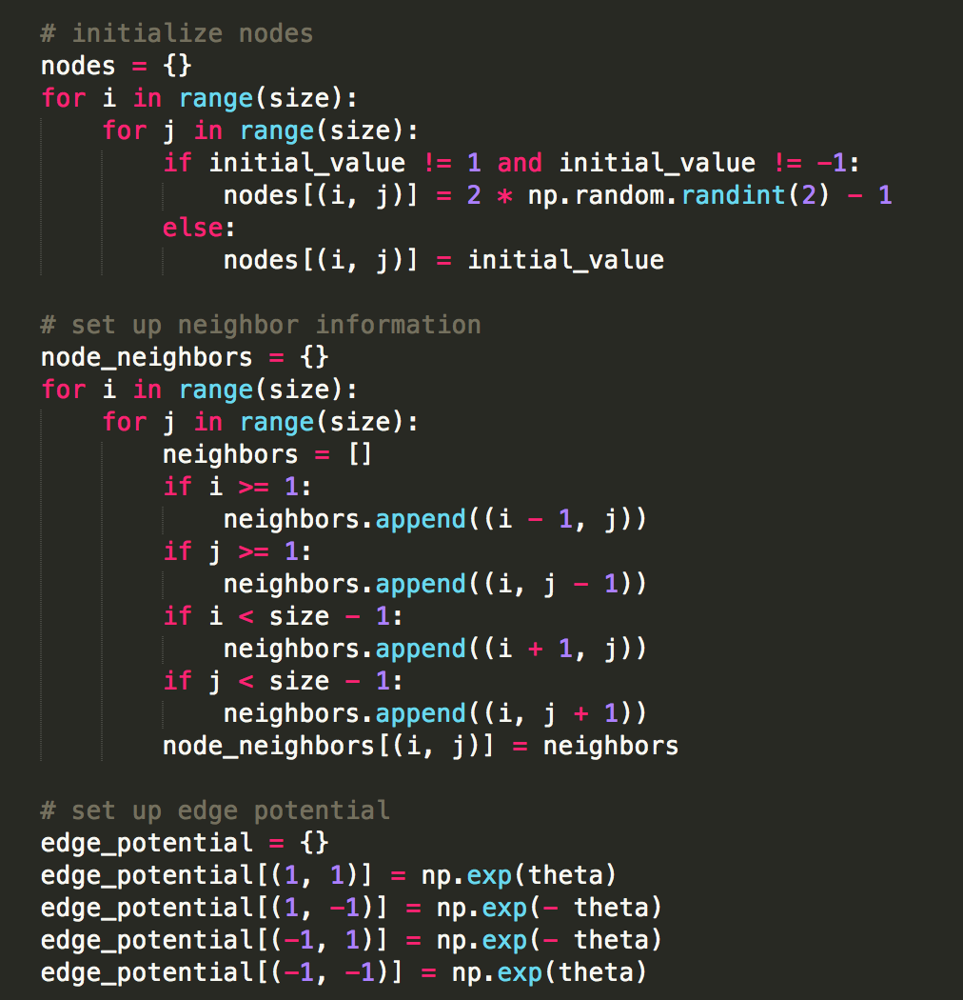 # initialize nodes
nodes = {}
for i in range(size):
    for j in range(size):
        if initial_value != 1 and initial_value != -1:
            nodes[(i, j)] = 2 * np.random.randint(2) - 1
        else:
            nodes[(i, j)] = initial_value

# set up neighbor information
node_neighbors = {}
for i in range(size):
    for j in range(size):
        neighbors = []
        if i >= 1:
            neighbors.append((i - 1, j))
        if j >= 1:
            neighbors.append((i, j - 1))
        if i < size - 1:
            neighbors.append((i + 1, j))
        if j < size - 1:
            neighbors.append((i, j + 1))
        node_neighbors[(i, j)] = neighbors

# set up edge potential
edge_potential = {}
edge_potential[(1, 1)] = np.exp(theta)
edge_potential[(1, -1)] = np.exp(- theta)
edge_potential[(-1, 1)] = np.exp(- theta)
edge_potential[(-1, -1)] = np.exp(theta)